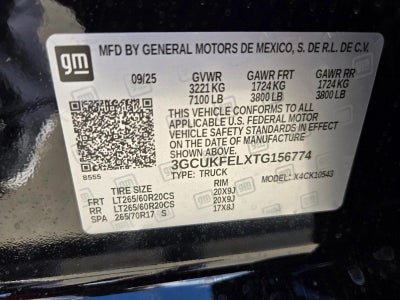 gm
MFD BY GENERAL MOTORS DE MEXICO, S. DE R.L. DE C.V.
09/25 GVWR GAWR FRT GAWR RR
3221 KG 1724 KG 1724 KG
7100 LB 3800 LB 3800 LB
THIS VEHICLE CONFORMS TO ALL
APPLICABLE U.S. FEDERAL MOTOR
VEHICLE SAFETY STANDARDS IN EFFECT ON
THE DATE OF MANUFACTURE SHOWN ABOVE.
3GCUKFELXTG156774
8555 TYPE: TRUCK MODEL: X4CK10543
TIRE SIZE RIM
FRT LT265/60R20CS 20X9J
RR LT265/60R20CS 20X9J
SPS 265/70R17 S 17X8J